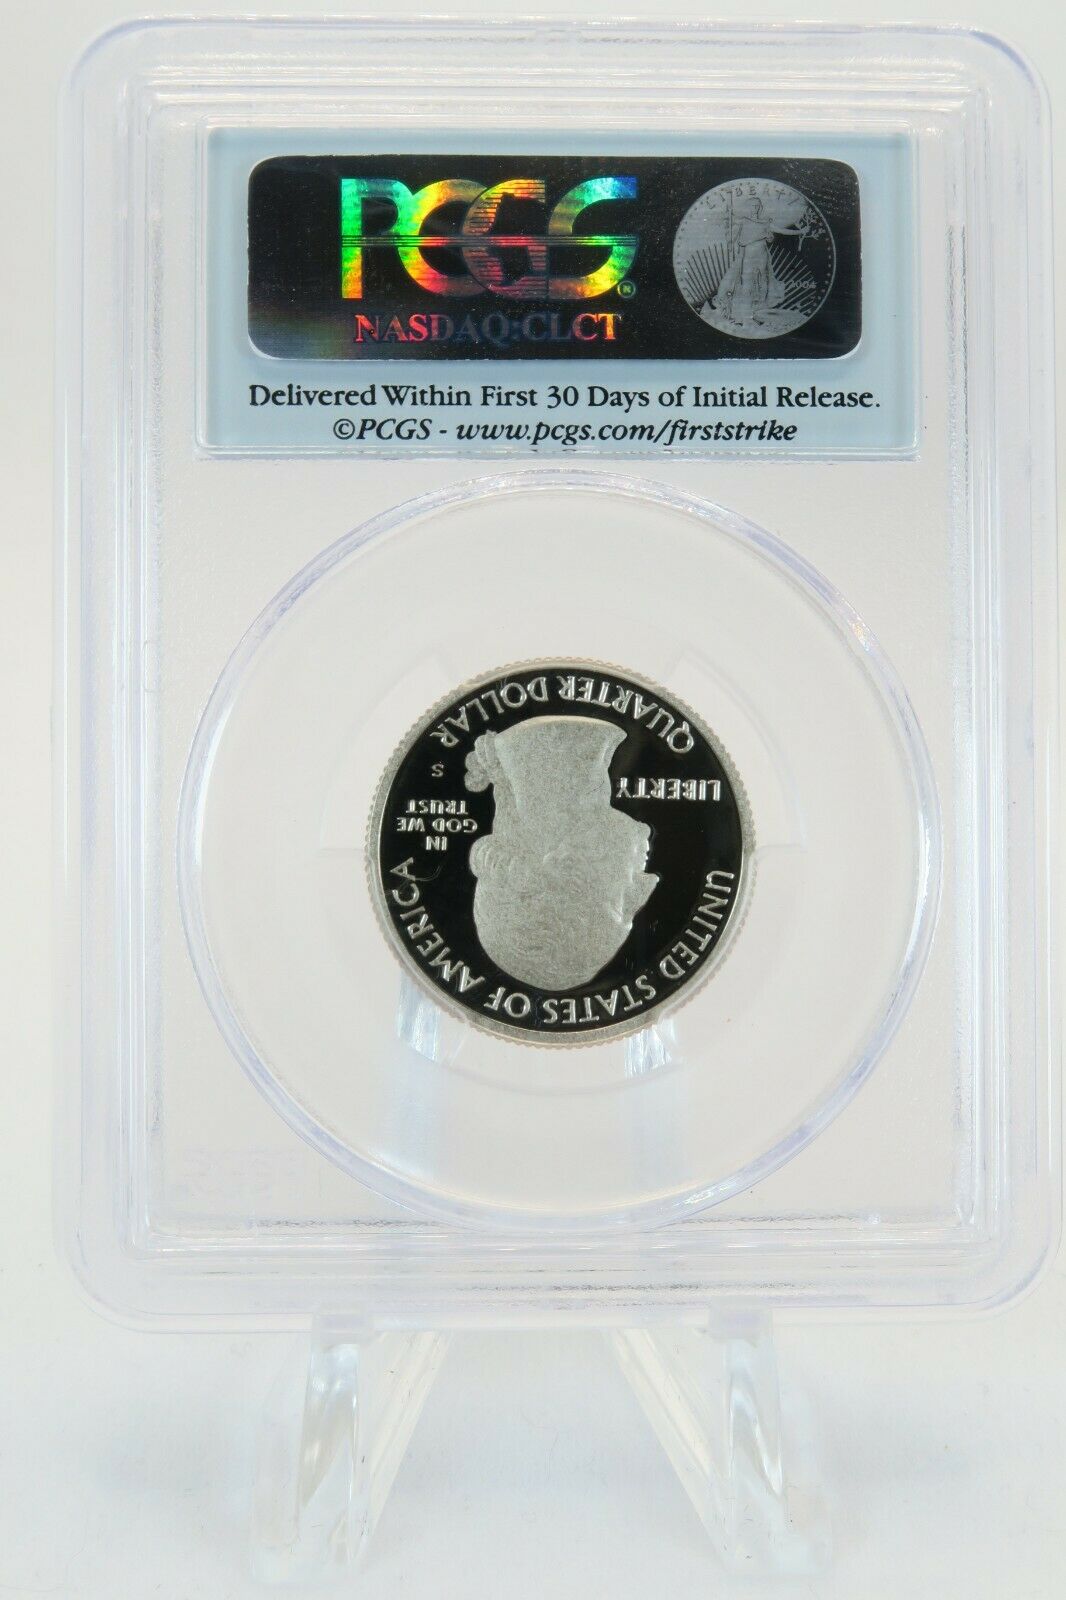 PCGS
NASDAQ:CLCT
LIBERTY
2004
Delivered Within First 30 Days of Initial Release.
©PCGS - www.pcgs.com/firststrike
UNITED STATES OF AMERICA
LIBERTY
IN
GOD WE
TRUST
S
QUARTER DOLLAR